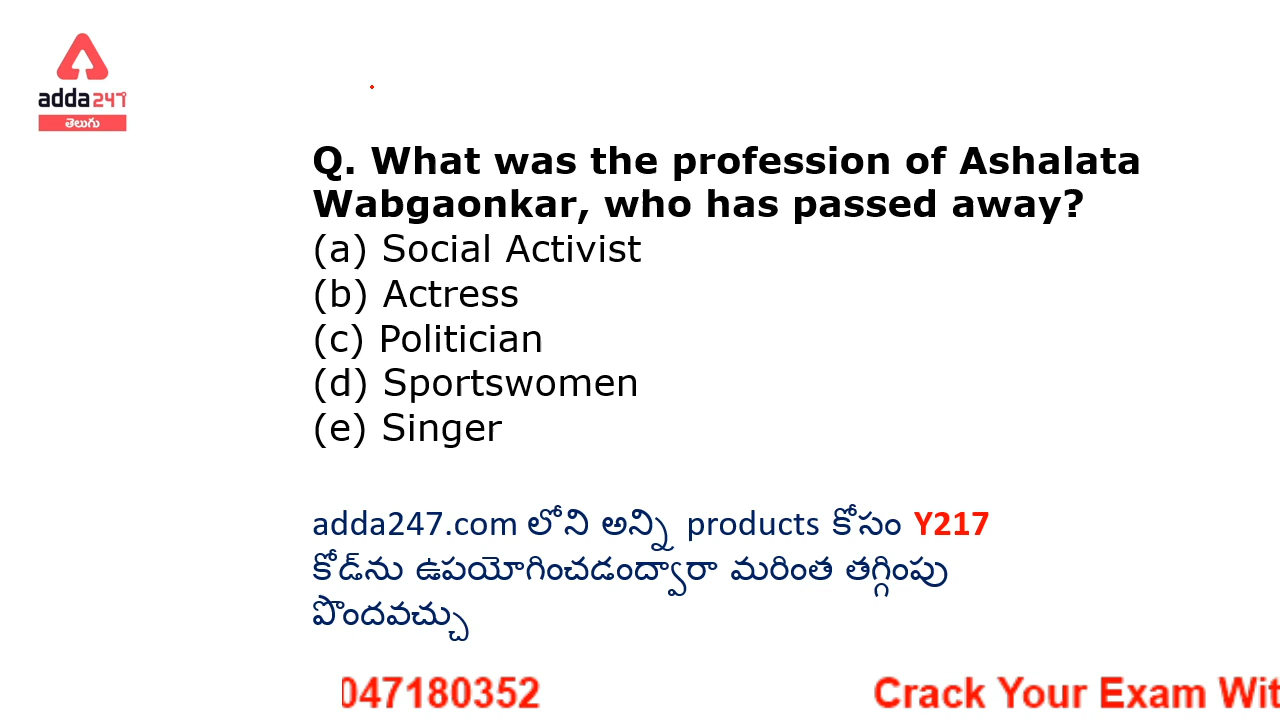 adda247
తెలుగు
Q. What was the profession of Ashalata
Wabgaonkar, who has passed away?
(a) Social Activist
(b) Actress
(c) Politician
(d) Sportswomen
(e) Singer
adda247.com లోని అన్ని products కోసం Y217
కోడ్‌ను ఉపయోగించడంద్వారా మరింత తగ్గింపు
పొందవచ్చు
047180352 Crack Your Exam Wit